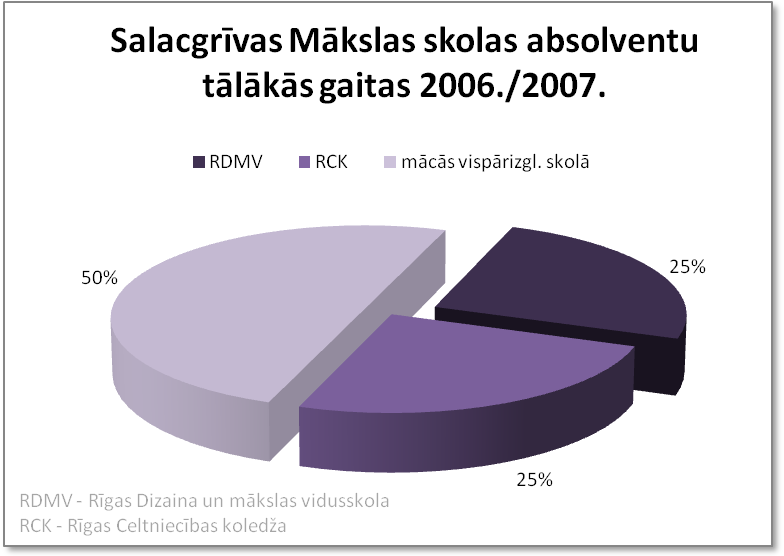 Salacgrīvas Mākslas skolas absolventu
tālākās gaitas 2006./2007.
RDMV RCK mācās vispārizgl. skolā
50%
25%
25%
RDMV - Rīgas Dizaina un mākslas vidusskola
RCK - Rīgas Celtniecības koledža